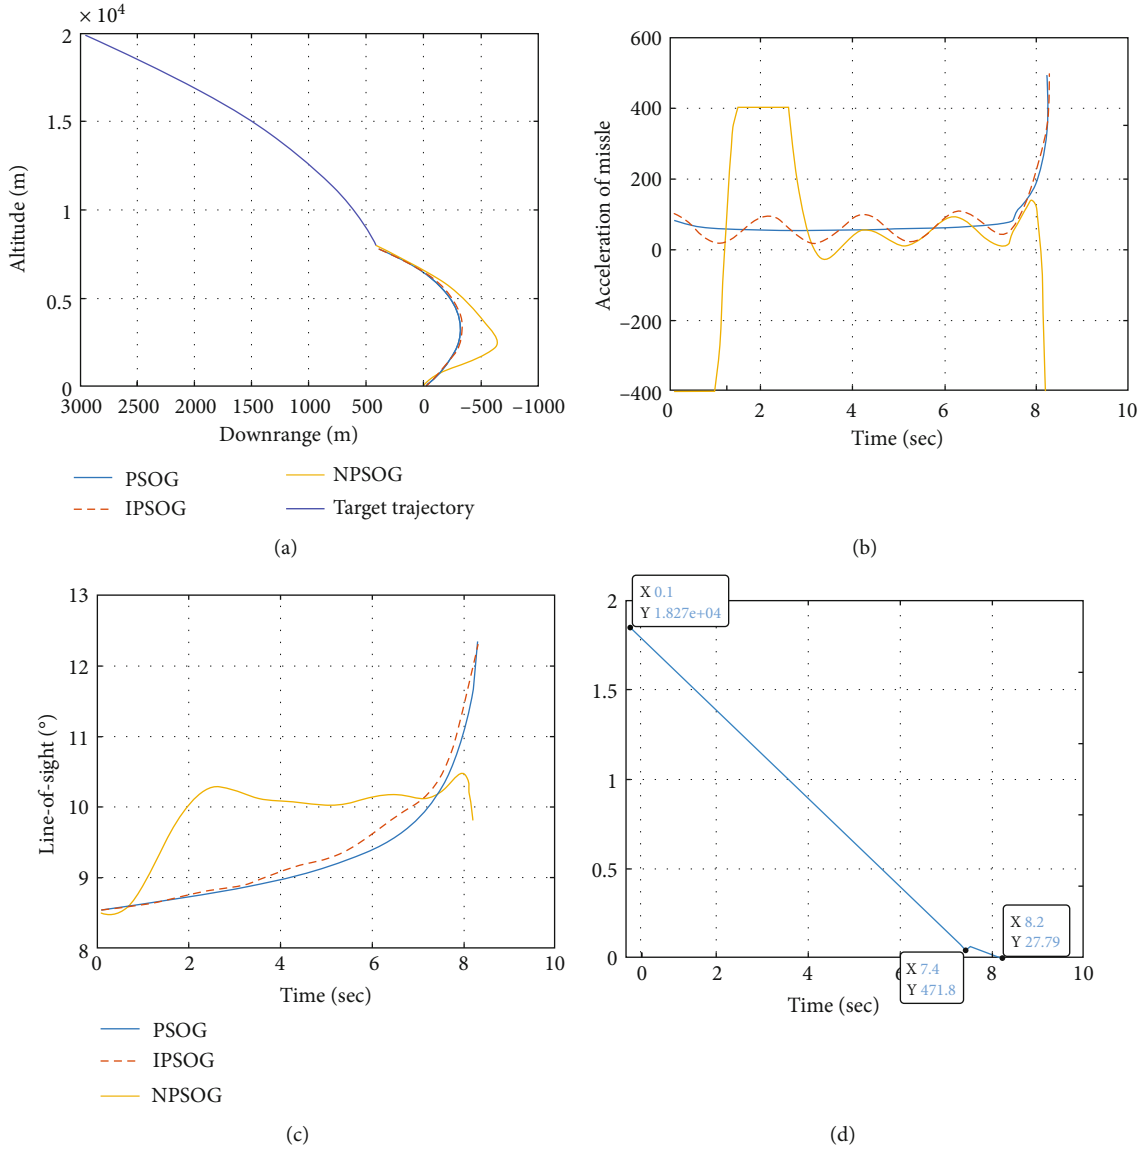 × 10⁴
2
1.5
1
0.5
0
3000 2500 2000 1500 1000 500 0 −500 −1000
Altitude (m)
Downrange (m)
PSOG
NPSOG
IPSOG
Target trajectory
(a)
600
400
200
0
−200
−400
0 2 4 6 8 10
Acceleration of missle
Time (sec)
(b)
13
12
11
10
9
8
0 2 4 6 8 10
Line-of-sight (°)
Time (sec)
PSOG
IPSOG
NPSOG
(c)
X 0.1
Y 1.827e+04
2
1.5
1
0.5
0
X 8.2
Y 27.79
X 7.4
Y 471.8
0 2 4 6 8 10
Time (sec)
(d)